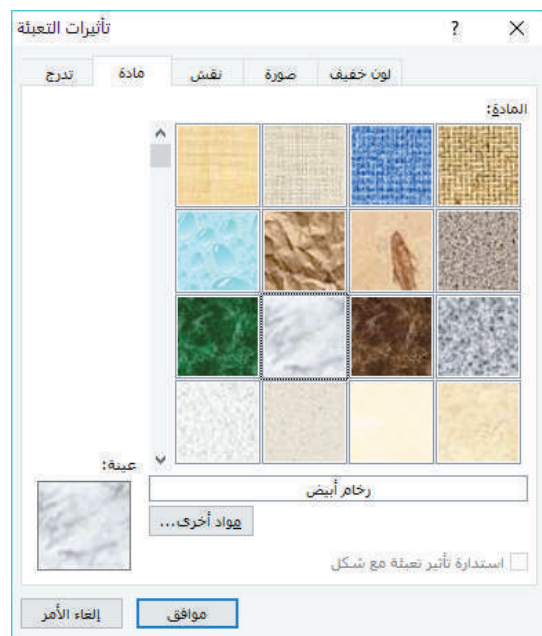 تأثيرات التعبئة
?
تدرج
مادة
نقش
صورة
لون خفيف
المادة:
عينة:
رخام أبيض
مواد أخرى...
استدارة تأثير تعبئة مع شكل
موافق
إلغاء الأمر